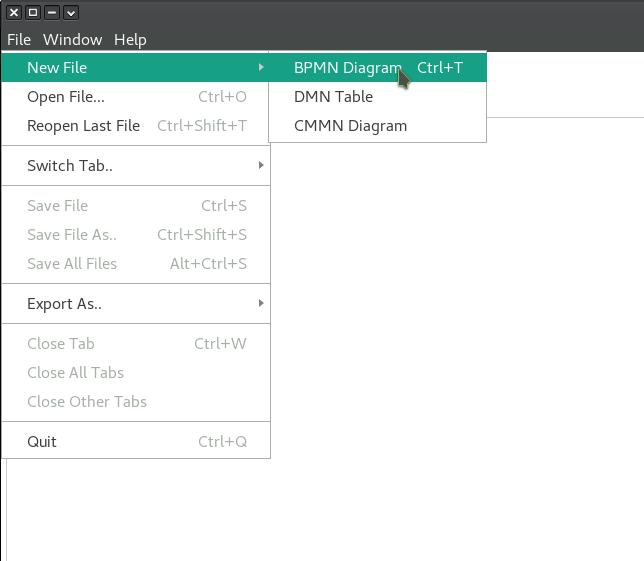 File Window Help
New File
BPMN Diagram Ctrl+T
Open File... Ctrl+O
DMN Table
Reopen Last File Ctrl+Shift+T
CMMN Diagram
Switch Tab..
Save File Ctrl+S
Save File As.. Ctrl+Shift+S
Save All Files Alt+Ctrl+S
Export As..
Close Tab Ctrl+W
Close All Tabs
Close Other Tabs
Quit Ctrl+Q